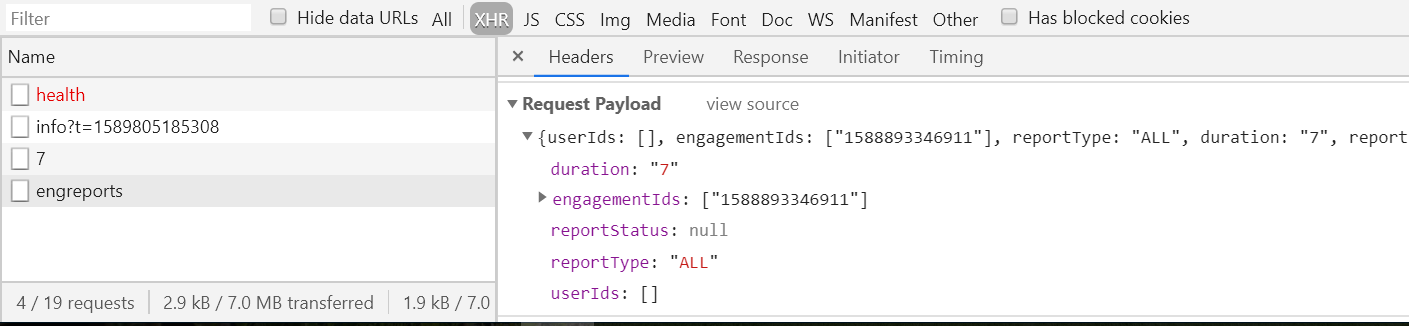 Filter Hide data URLs All XHR JS CSS Img Media Font Doc WS Manifest Other Has blocked cookies
Name
health
info?t=1589805185308
7
engreports
4 / 19 requests 2.9 kB / 7.0 MB transferred 1.9 kB / 7.0
× Headers Preview Response Initiator Timing
Request Payload view source
{userIds: [], engagementIds: ["1588893346911"], reportType: "ALL", duration: "7", report
duration: "7"
engagementIds: ["1588893346911"]
reportStatus: null
reportType: "ALL"
userIds: []